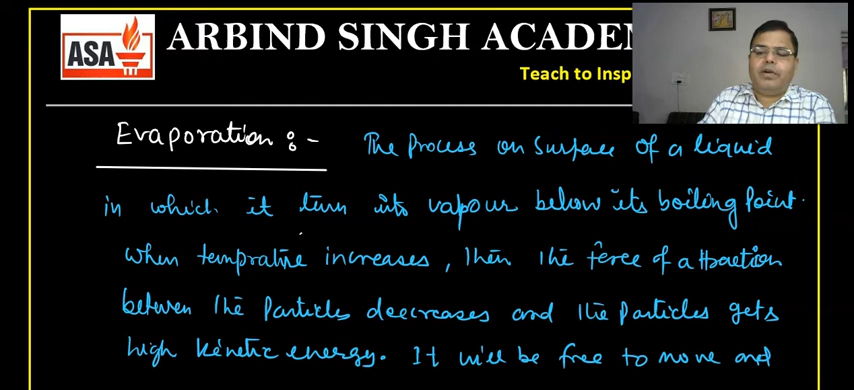 ASA
ARBIND SINGH ACADEM
Teach to Insp
Evaporation :- The Process on Surface of a liquid
in which it turn into vapour below its boiling Point.
when temprature increases, then the force of attraction
between the Particles decreases and the Particles gets
high kinetic energy. It will be free to move and